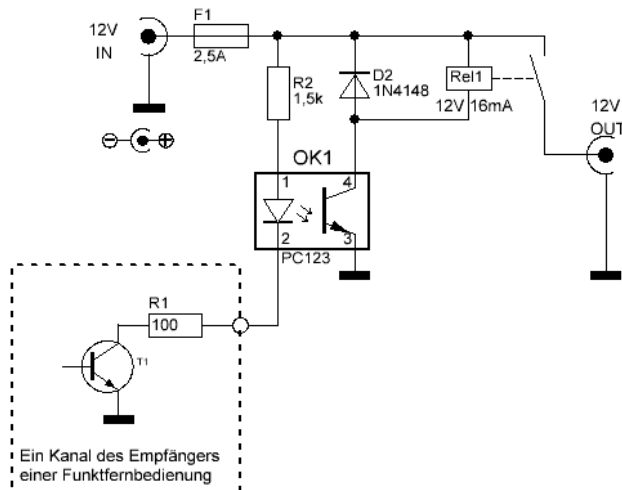 F1
12V
IN
2,5A
R2
1,5k
D2
1N4148
Rel1
12V 16mA
12V
OUT
OK1
1
4
2
3
PC123
R1
100
T1
Ein Kanal des Empfängers
einer Funktfernbedienung